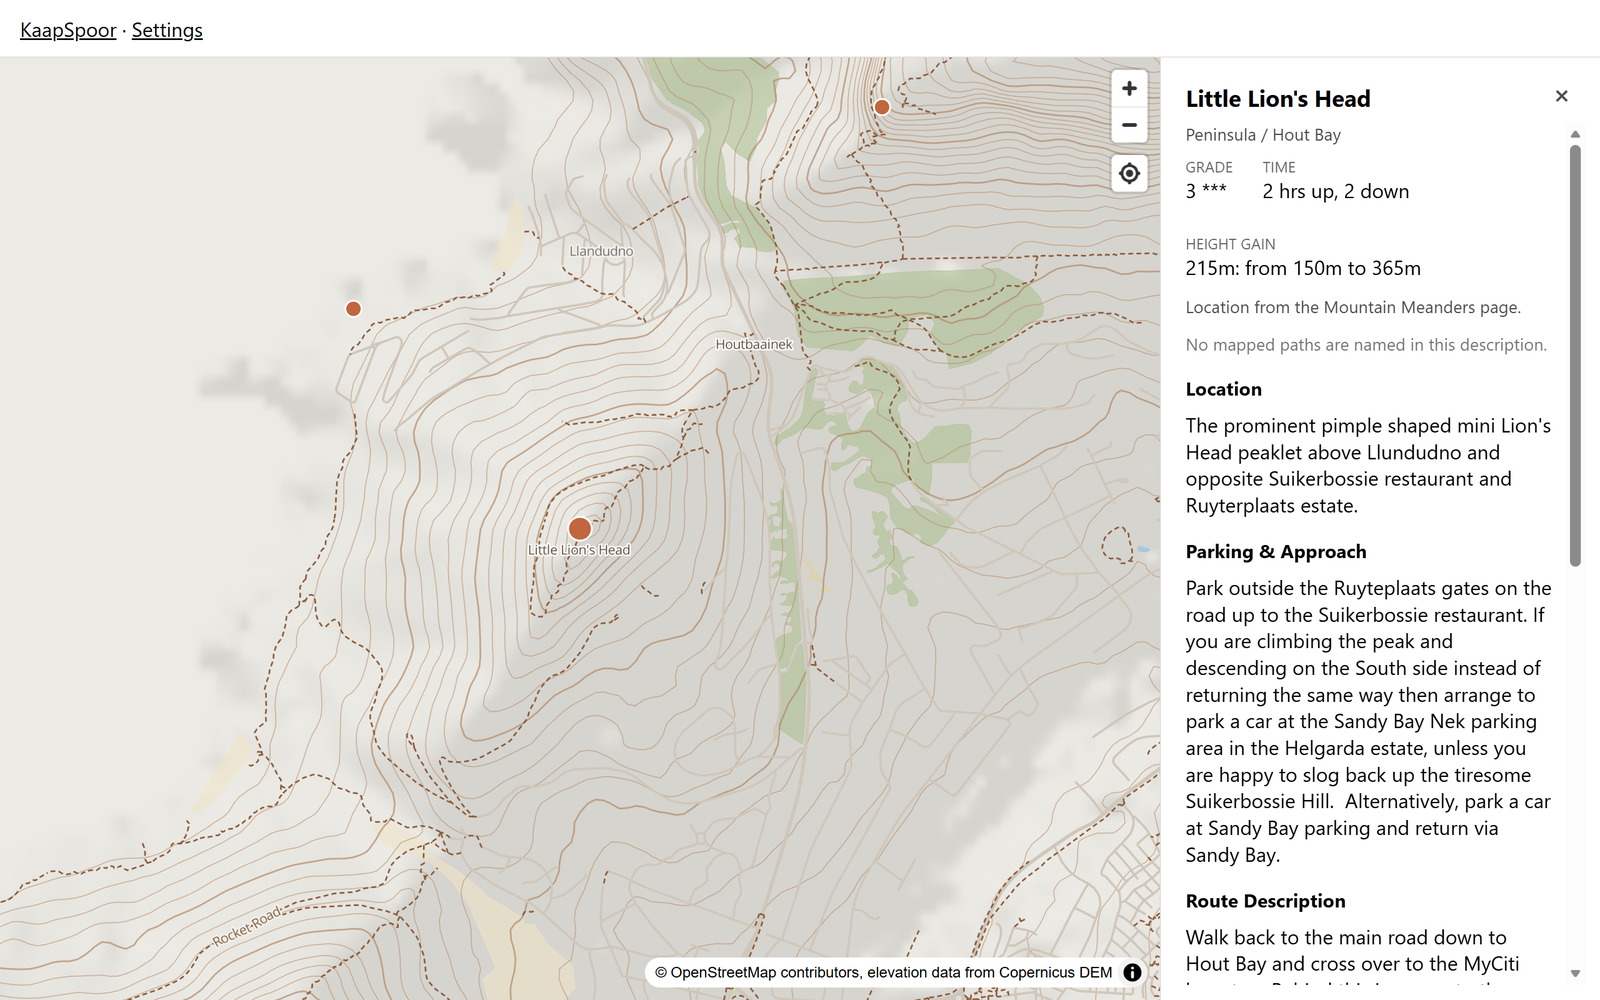 KaapSpoor · Settings
Llandudno
Houtbaainek
Little Lion's Head
Rocket Road
© OpenStreetMap contributors, elevation data from Copernicus DEM
Little Lion's Head
Peninsula / Hout Bay
GRADE TIME
3 *** 2 hrs up, 2 down
HEIGHT GAIN
215m: from 150m to 365m
Location from the Mountain Meanders page.
No mapped paths are named in this description.
Location
The prominent pimple shaped mini Lion's
Head peaklet above Llundudno and
opposite Suikerbossie restaurant and
Ruyterplaats estate.
Parking & Approach
Park outside the Ruyteplaats gates on the
road up to the Suikerbossie restaurant. If
you are climbing the peak and
descending on the South side instead of
returning the same way then arrange to
park a car at the Sandy Bay Nek parking
area in the Helgarda estate, unless you
are happy to slog back up the tiresome
Suikerbossie Hill.  Alternatively, park a car
at Sandy Bay parking and return via
Sandy Bay.
Route Description
Walk back to the main road down to
Hout Bay and cross over to the MyCiti